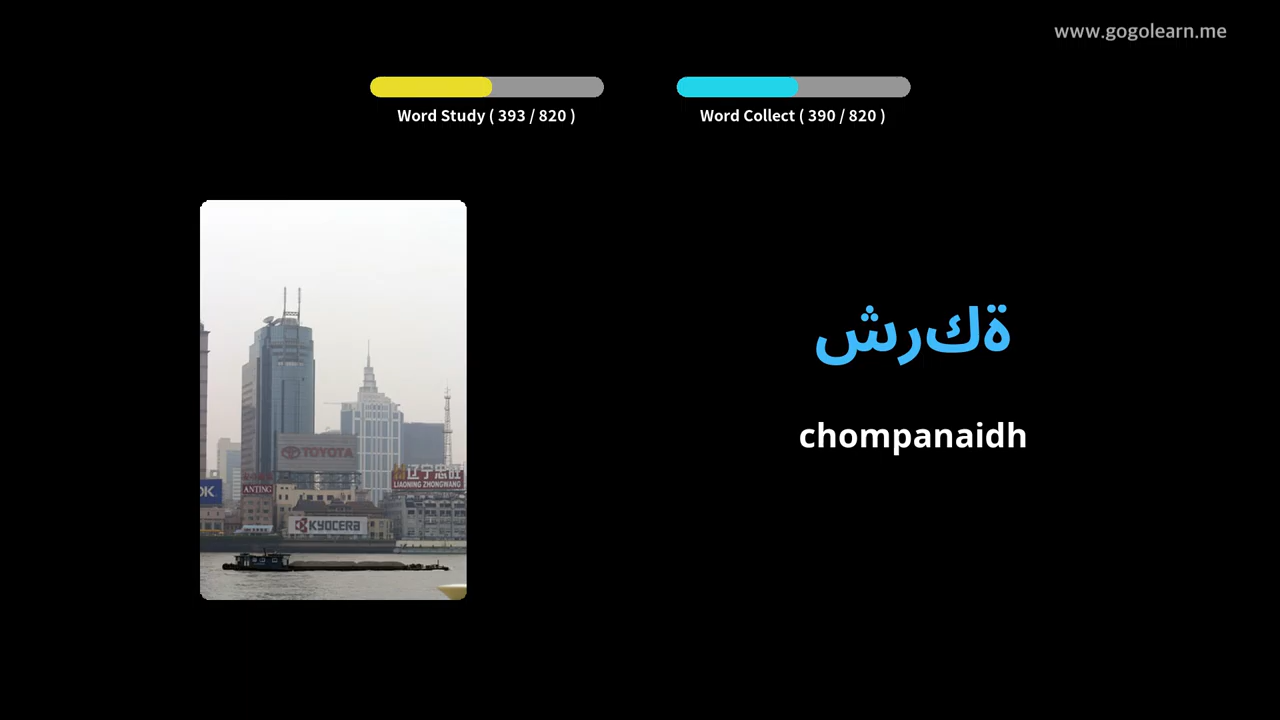 www.gogolearn.me
Word Study ( 393 / 820 )
Word Collect ( 390 / 820 )
ةكرش
chompanaidh
TOYOTA
辽宁忠旺
LIAONING ZHONGWANG
ANTING
KYOCERA